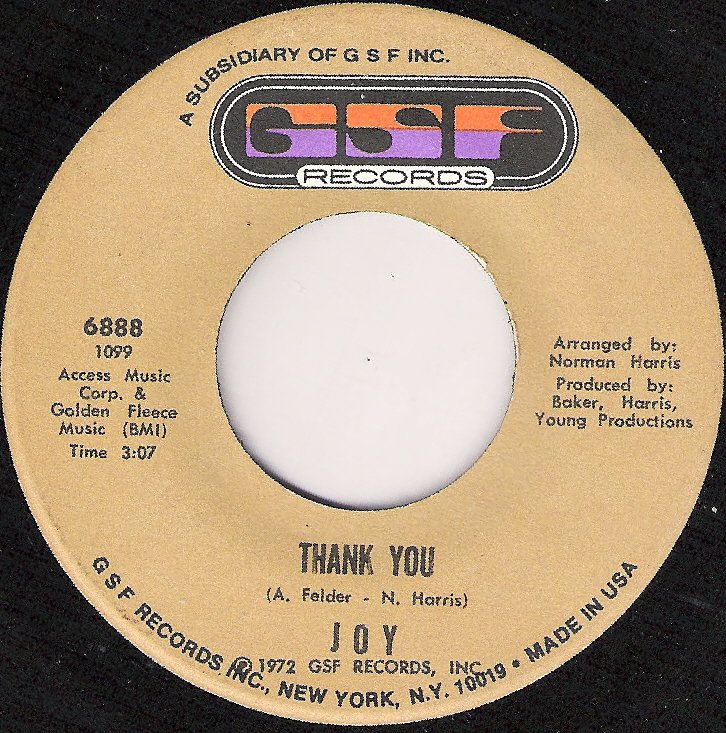 A SUBSIDIARY OF G S F INC.
GSF
RECORDS
6888
1099
Access Music
Corp. &
Golden Fleece
Music (BMI)
Time 3:07
Arranged by:
Norman Harris
Produced by:
Baker, Harris,
Young Productions
THANK YOU
(A. Felder - N. Harris)
JOY
℗ 1972 GSF RECORDS, INC.
G S F RECORDS INC., NEW YORK, N.Y. 10019 • MADE IN USA